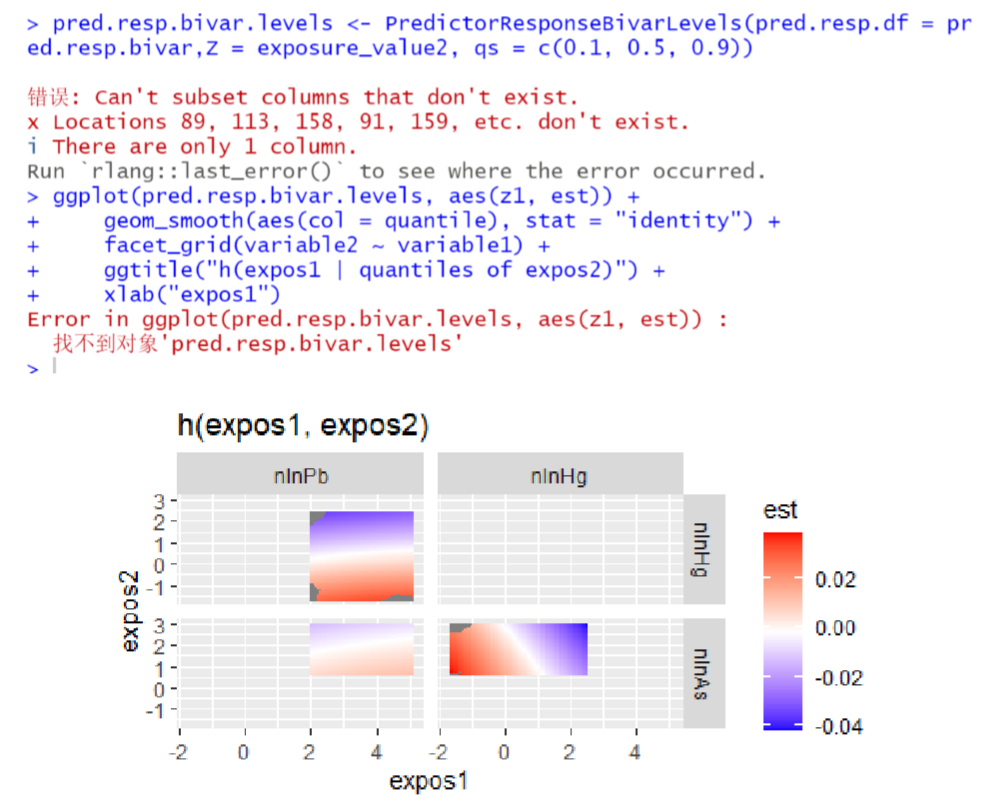 > pred.resp.bivar.levels <- PredictorResponseBivarLevels(pred.resp.df = pr
ed.resp.bivar,Z = exposure_value2, qs = c(0.1, 0.5, 0.9))
错误: Can't subset columns that don't exist.
x Locations 89, 113, 158, 91, 159, etc. don't exist.
i There are only 1 column.
Run `rlang::last_error()` to see where the error occurred.
> ggplot(pred.resp.bivar.levels, aes(z1, est)) +
+     geom_smooth(aes(col = quantile), stat = "identity") +
+     facet_grid(variable2 ~ variable1) +
+     ggtitle("h(expos1 | quantiles of expos2)") +
+     xlab("expos1")
Error in ggplot(pred.resp.bivar.levels, aes(z1, est)) :
  找不到对象'pred.resp.bivar.levels'
>
h(expos1, expos2)
nlnPb nlnHg
3
2
1
0
-1
nlnHg
3
2
1
0
-1
nlnAs
-2 0 2 4 -2 0 2 4
expos1
expos2
est
0.02
0.00
-0.02
-0.04